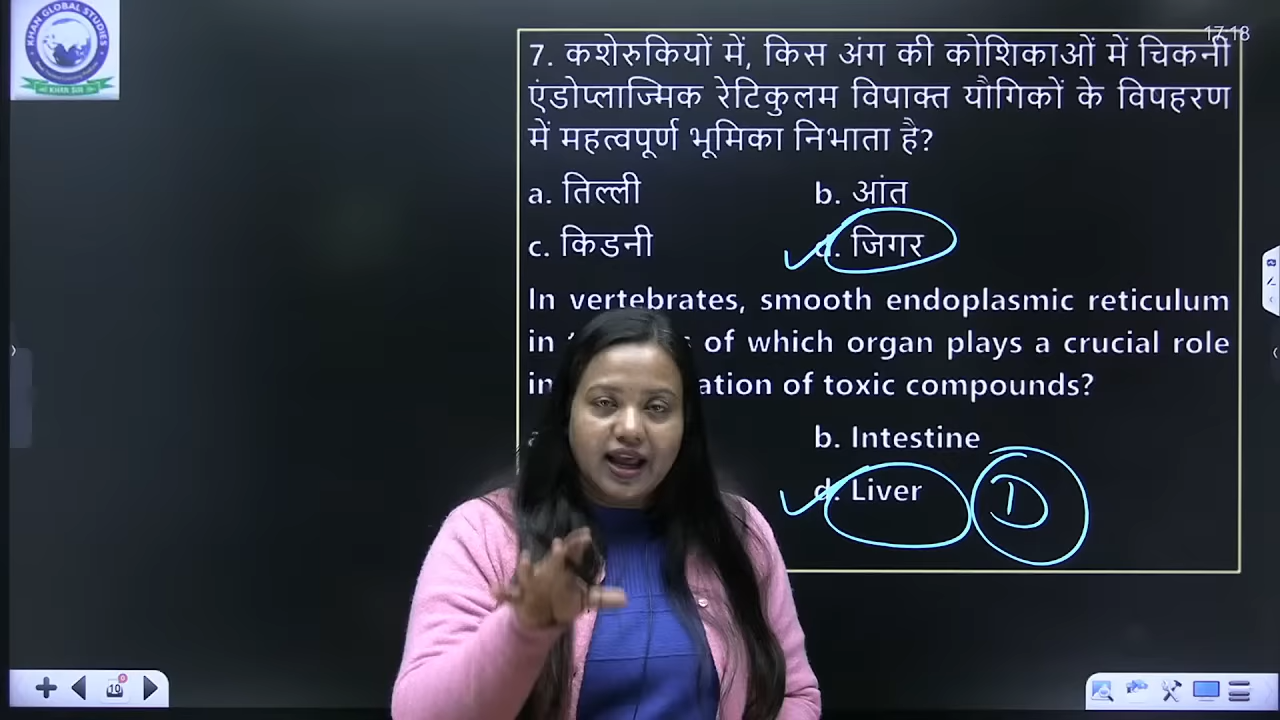 KHAN GLOBAL STUDIES
KHAN SIR
17:18
7. कशेरुकियों में, किस अंग की कोशिकाओं में चिकनी
एंडोप्लाज्मिक रेटिकुलम विपाक्त यौगिकों के विपहरण
में महत्वपूर्ण भूमिका निभाता है?
a. तिल्ली
b. आंत
c. किडनी
d. जिगर
In vertebrates, smooth endoplasmic reticulum
in of which organ plays a crucial role
in ation of toxic compounds?
b. Intestine
d. Liver
D
10